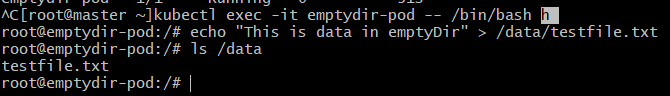 ^C[root@master ~]kubectl exec -it emptydir-pod -- /bin/bash h
root@emptydir-pod:/# echo "This is data in emptyDir" > /data/testfile.txt
root@emptydir-pod:/# ls /data
testfile.txt
root@emptydir-pod:/#